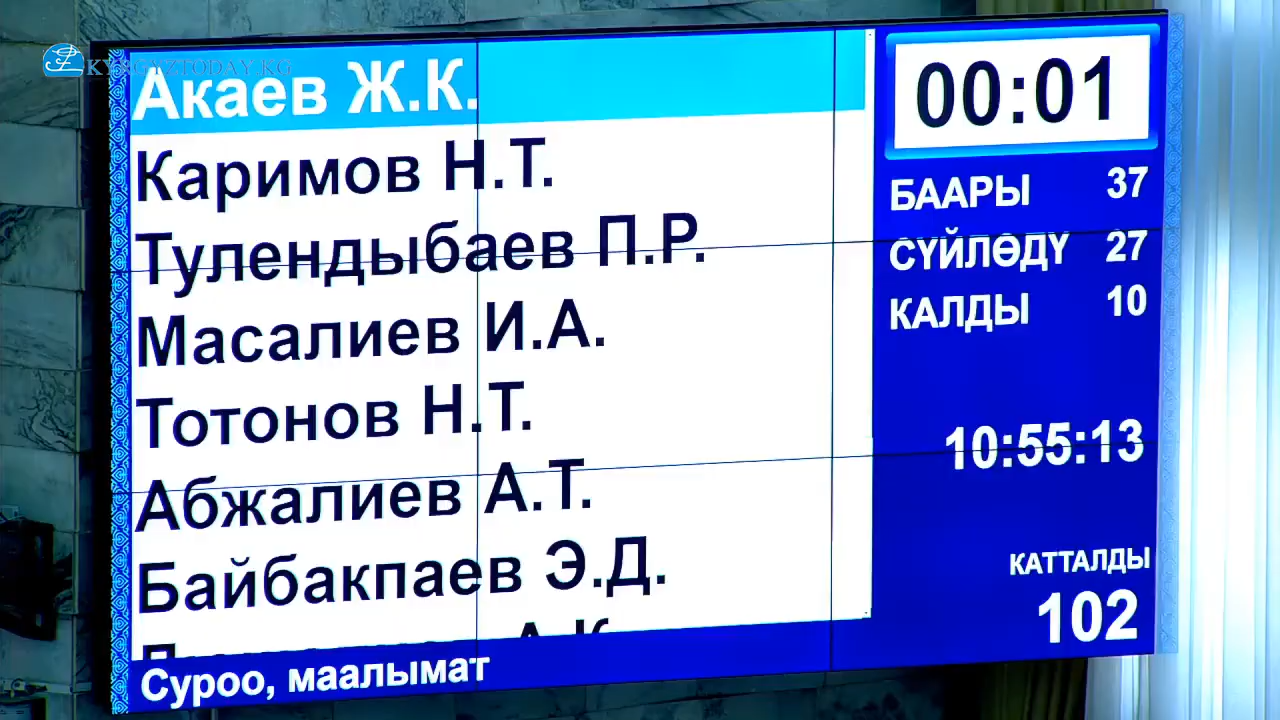 KYRGYZTODAY.KG
Акаев Ж.К.
Каримов Н.Т.
Тулендыбаев П.Р.
Масалиев И.А.
Тотонов Н.Т.
Абжалиев А.Т.
Байбакпаев Э.Д.
А.К.
Суроо, маалымат
00:01
БААРЫ 37
СҮЙЛӨДҮ 27
КАЛДЫ 10
10:55:13
КАТТАЛДЫ
102